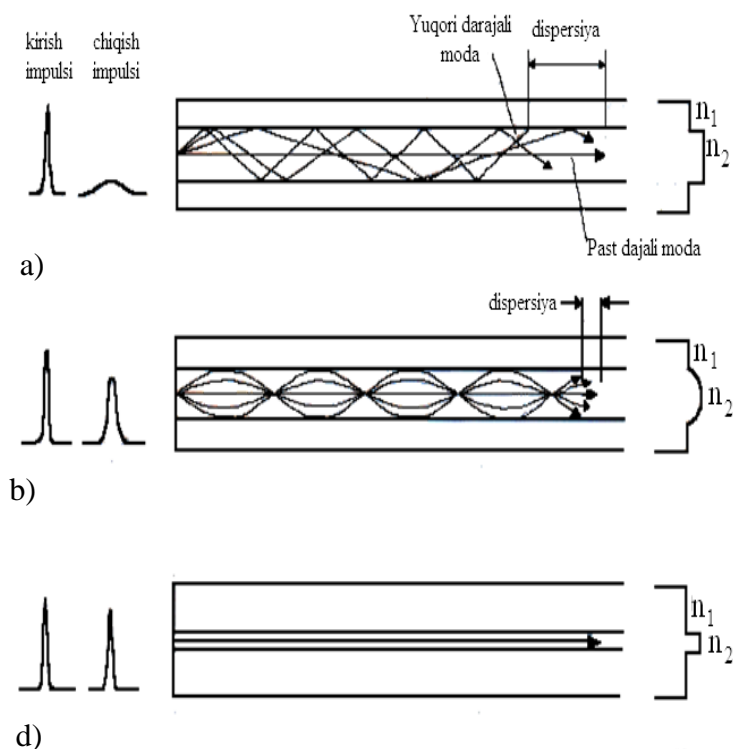 kirish
impulsi
chiqish
impulsi
Yuqori darajali
moda
dispersiya
n1
n2
Past dajali moda
a)
dispersiya
n1
n2
b)
n1
n2
d)